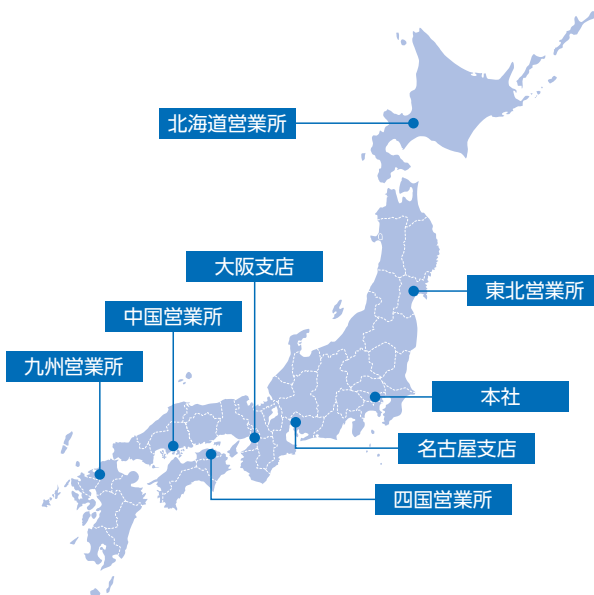 北海道営業所
大阪支店
東北営業所
中国営業所
九州営業所
本社
名古屋支店
四国営業所